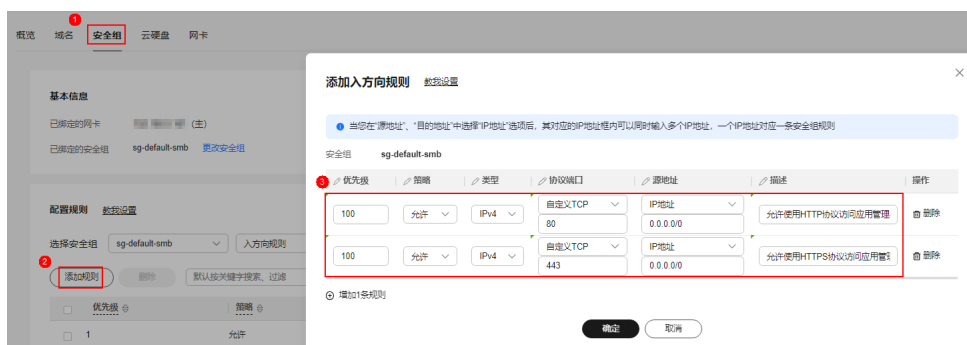 1
概览 域名 安全组 云硬盘 网卡
基本信息
已绑定的网卡 (主)
已绑定的安全组 sg-default-smb 更改安全组
配置规则 教我设置
选择安全组 sg-default-smb 入方向规则
2
添加规则 删除 默认按关键字搜索、过滤
优先级 策略
1 允许
添加入方向规则 教我设置
当您在“源地址”、“目的地址”中选择“IP地址”选项后，其对应的IP地址框内可以同时输入多个IP地址，一个IP地址对应一条安全组规则
安全组 sg-default-smb
3 优先级 策略 类型 协议端口 源地址 描述 操作
100 允许 IPv4 自定义TCP IP地址 允许使用HTTP协议访问应用管理 删除
80 0.0.0.0/0
100 允许 IPv4 自定义TCP IP地址 允许使用HTTPS协议访问应用管 删除
443 0.0.0.0/0
增加1条规则
确定 取消